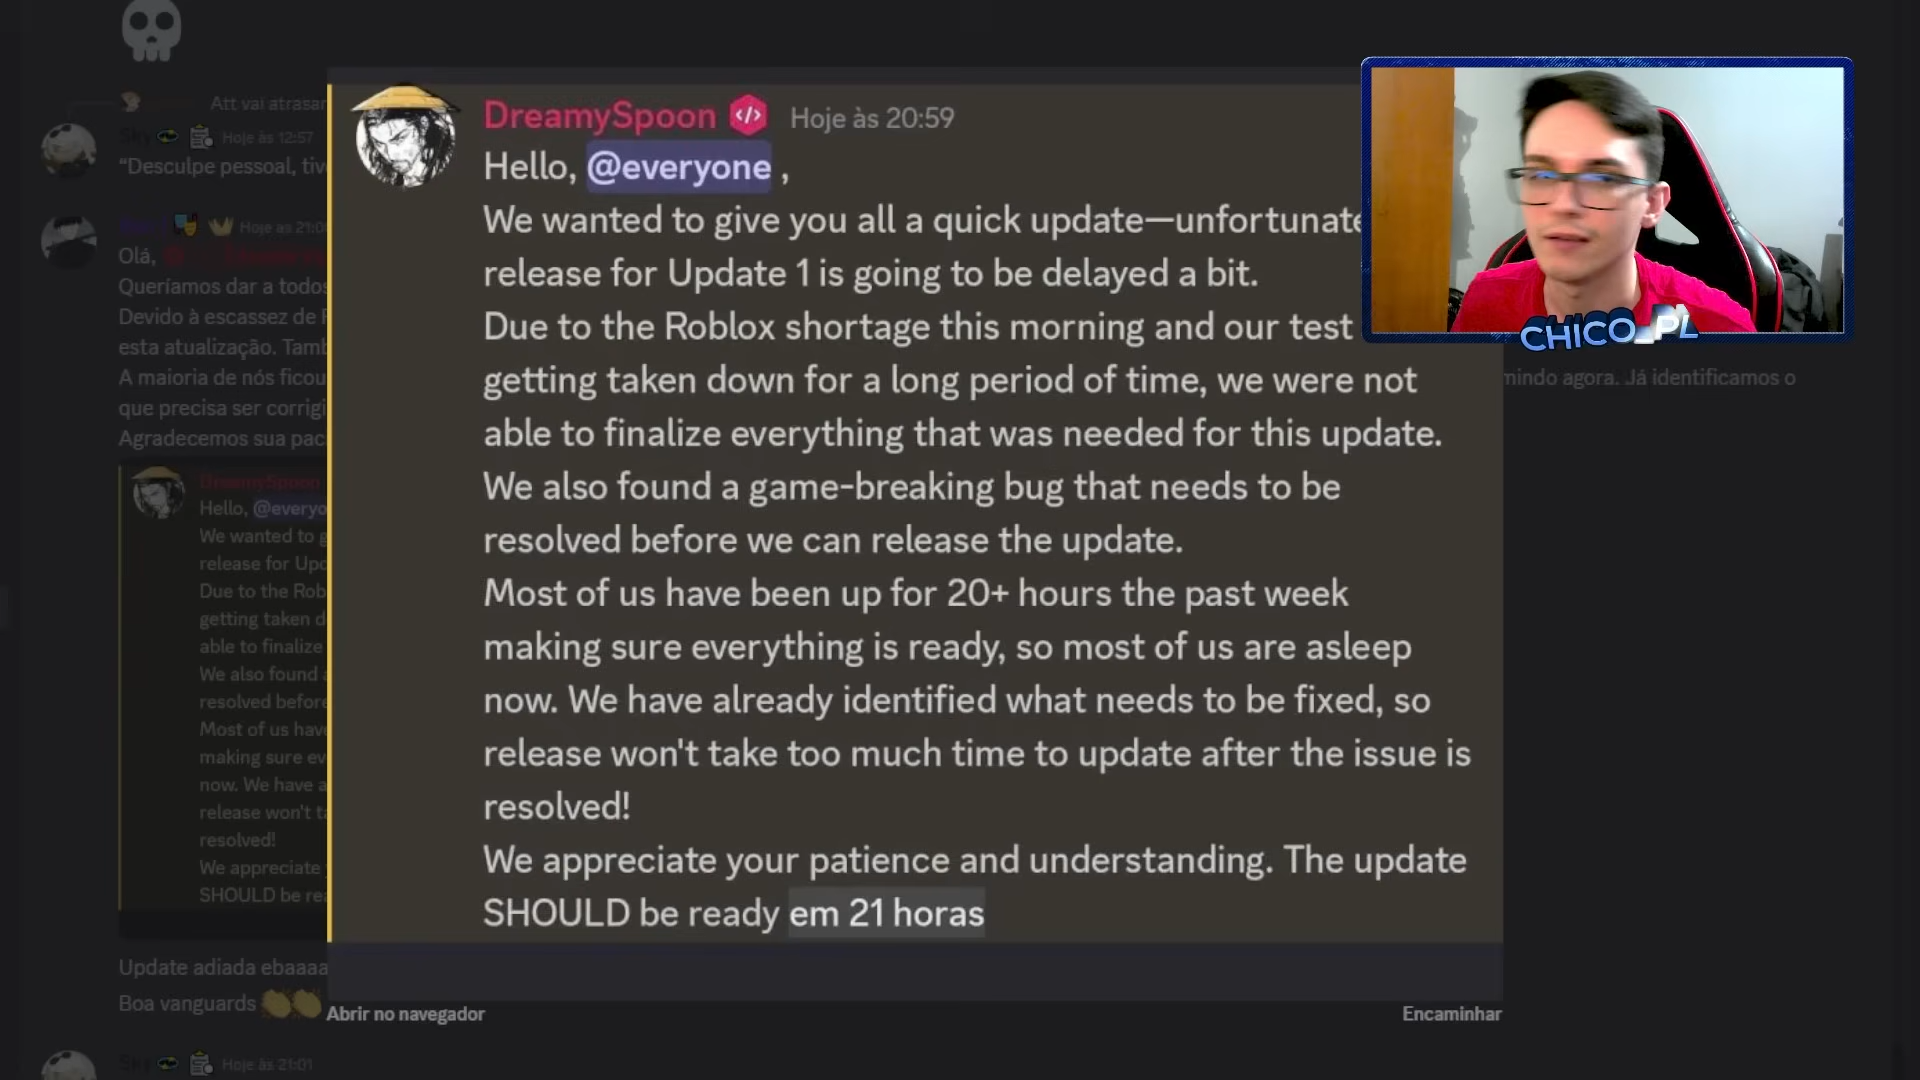 Att vai atrasar
Sky Hoje às 12:57
“Desculpe pessoal, tive
Hoje às 21:0
Olá,
Queríamos dar a todos
Devido à escassez de R
esta atualização. Tamb
A maioria de nós ficou
que precisa ser corrigi
Agradecemos sua pac
mindo agora. Já identificamos o
DreamySpoon
Hello, @everyo
We wanted to g
release for Upd
Due to the Rob
getting taken d
able to finalize
We also found a
resolved before
Most of us have
making sure ev
now. We have a
release won't ta
resolved!
We appreciate
SHOULD be rea
Update adiada ebaaaa
Boa vanguards
Sky Hoje às 21:01
DreamySpoon Hoje às 20:59
Hello, @everyone ,
We wanted to give you all a quick update—unfortunate
release for Update 1 is going to be delayed a bit.
Due to the Roblox shortage this morning and our test
getting taken down for a long period of time, we were not
able to finalize everything that was needed for this update.
We also found a game-breaking bug that needs to be
resolved before we can release the update.
Most of us have been up for 20+ hours the past week
making sure everything is ready, so most of us are asleep
now. We have already identified what needs to be fixed, so
release won't take too much time to update after the issue is
resolved!
We appreciate your patience and understanding. The update
SHOULD be ready em 21 horas
Abrir no navegador
Encaminhar
CHICO_PL